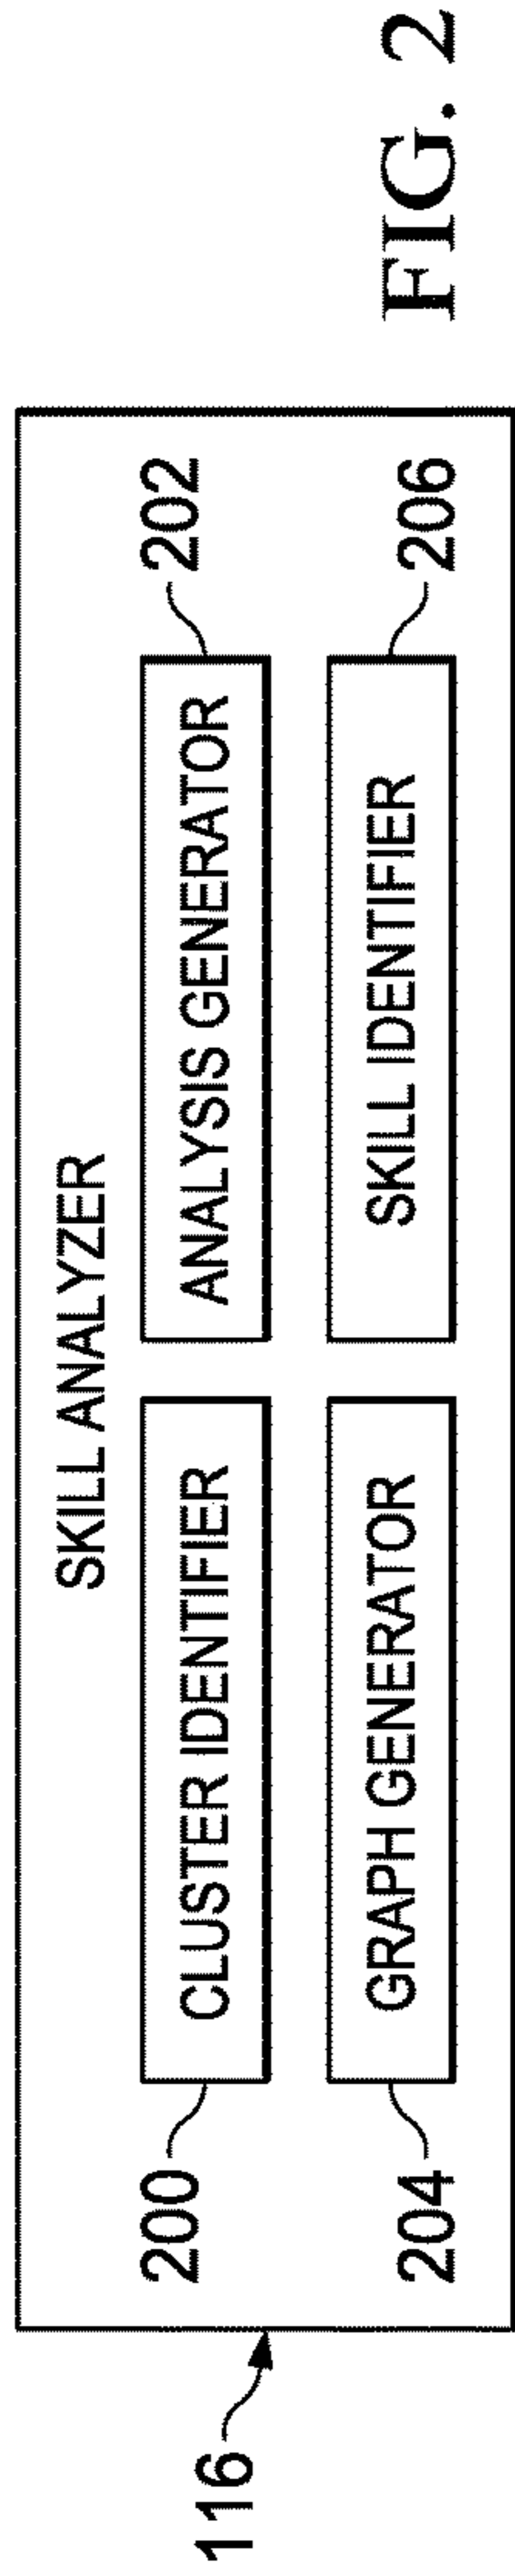 SKILL ANALYZER
116
200
CLUSTER IDENTIFIER
ANALYSIS GENERATOR
202
204
GRAPH GENERATOR
SKILL IDENTIFIER
206
FIG. 2